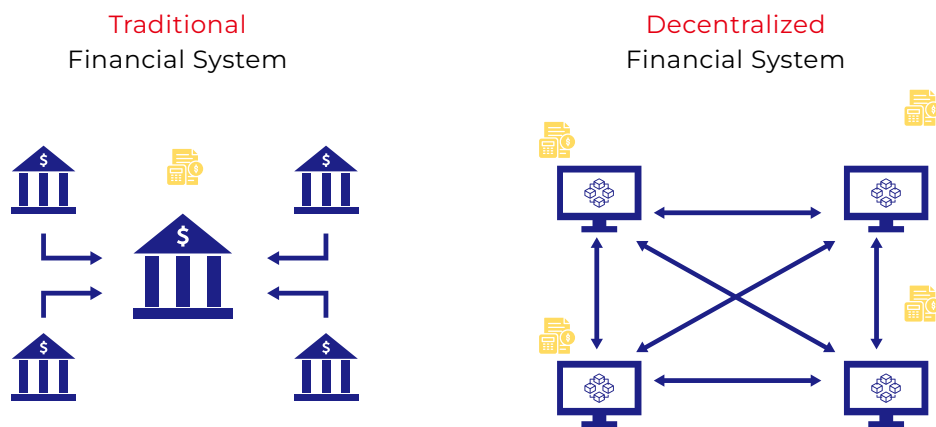 Traditional
Financial System
Decentralized
Financial System
$
$
$
$
$